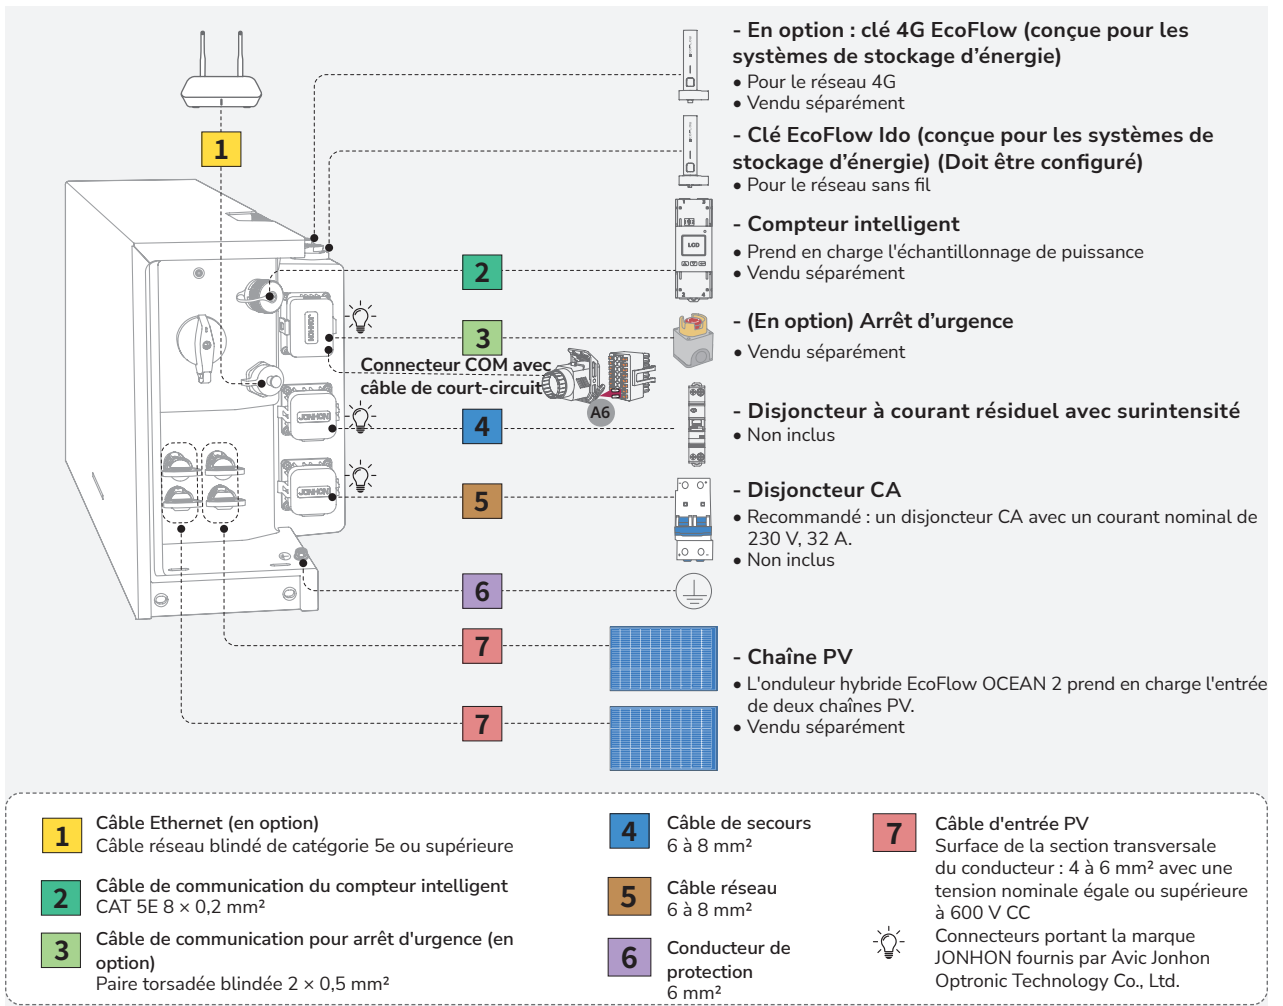 - En option : clé 4G EcoFlow (conçue pour les
systèmes de stockage d’énergie)
• Pour le réseau 4G
• Vendu séparément
1
- Clé EcoFlow Ido (conçue pour les systèmes de
stockage d’énergie) (Doit être configuré)
• Pour le réseau sans fil
LCD
- Compteur intelligent
• Prend en charge l'échantillonnage de puissance
• Vendu séparément
2
JONHON
3
- (En option) Arrêt d’urgence
• Vendu séparément
Connecteur COM avec
câble de court-circuit
A6
JONHON
4
- Disjoncteur à courant résiduel avec surintensité
• Non inclus
JONHON
5
- Disjoncteur CA
• Recommandé : un disjoncteur CA avec un courant nominal de
230 V, 32 A.
• Non inclus
6
7
7
- Chaîne PV
• L'onduleur hybride EcoFlow OCEAN 2 prend en charge l'entrée
de deux chaînes PV.
• Vendu séparément
1
Câble Ethernet (en option)
Câble réseau blindé de catégorie 5e ou supérieure
2
Câble de communication du compteur intelligent
CAT 5E 8 × 0,2 mm²
3
Câble de communication pour arrêt d'urgence (en
option)
Paire torsadée blindée 2 × 0,5 mm²
4
Câble de secours
6 à 8 mm²
5
Câble réseau
6 à 8 mm²
6
Conducteur de
protection
6 mm²
7
Câble d'entrée PV
Surface de la section transversale
du conducteur : 4 à 6 mm² avec une
tension nominale égale ou supérieure
à 600 V CC
Connecteurs portant la marque
JONHON fournis par Avic Jonhon
Optronic Technology Co., Ltd.